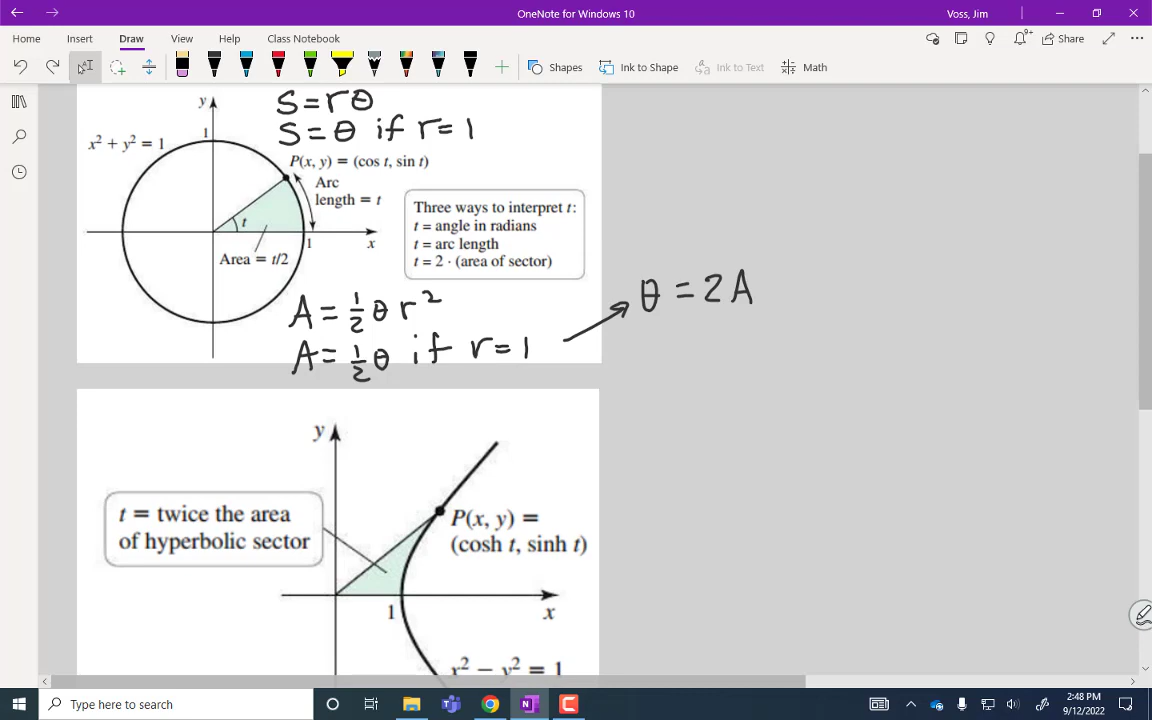 OneNote for Windows 10
Voss, Jim
Home Insert Draw View Help Class Notebook
Share
Shapes Ink to Shape Ink to Text Math
S = rθ
S = θ if r = 1
y
1
x² + y² = 1
P(x, y) = (cos t, sin t)
Arc
length = t
t
1
x
Area = t/2
Three ways to interpret t:
t = angle in radians
t = arc length
t = 2 · (area of sector)
A = ½ θ r²
A = ½ θ if r = 1
θ = 2A
y
t = twice the area
of hyperbolic sector
P(x, y) =
(cosh t, sinh t)
1
x
x² − y² = 1
Type here to search
2:48 PM
9/12/2022